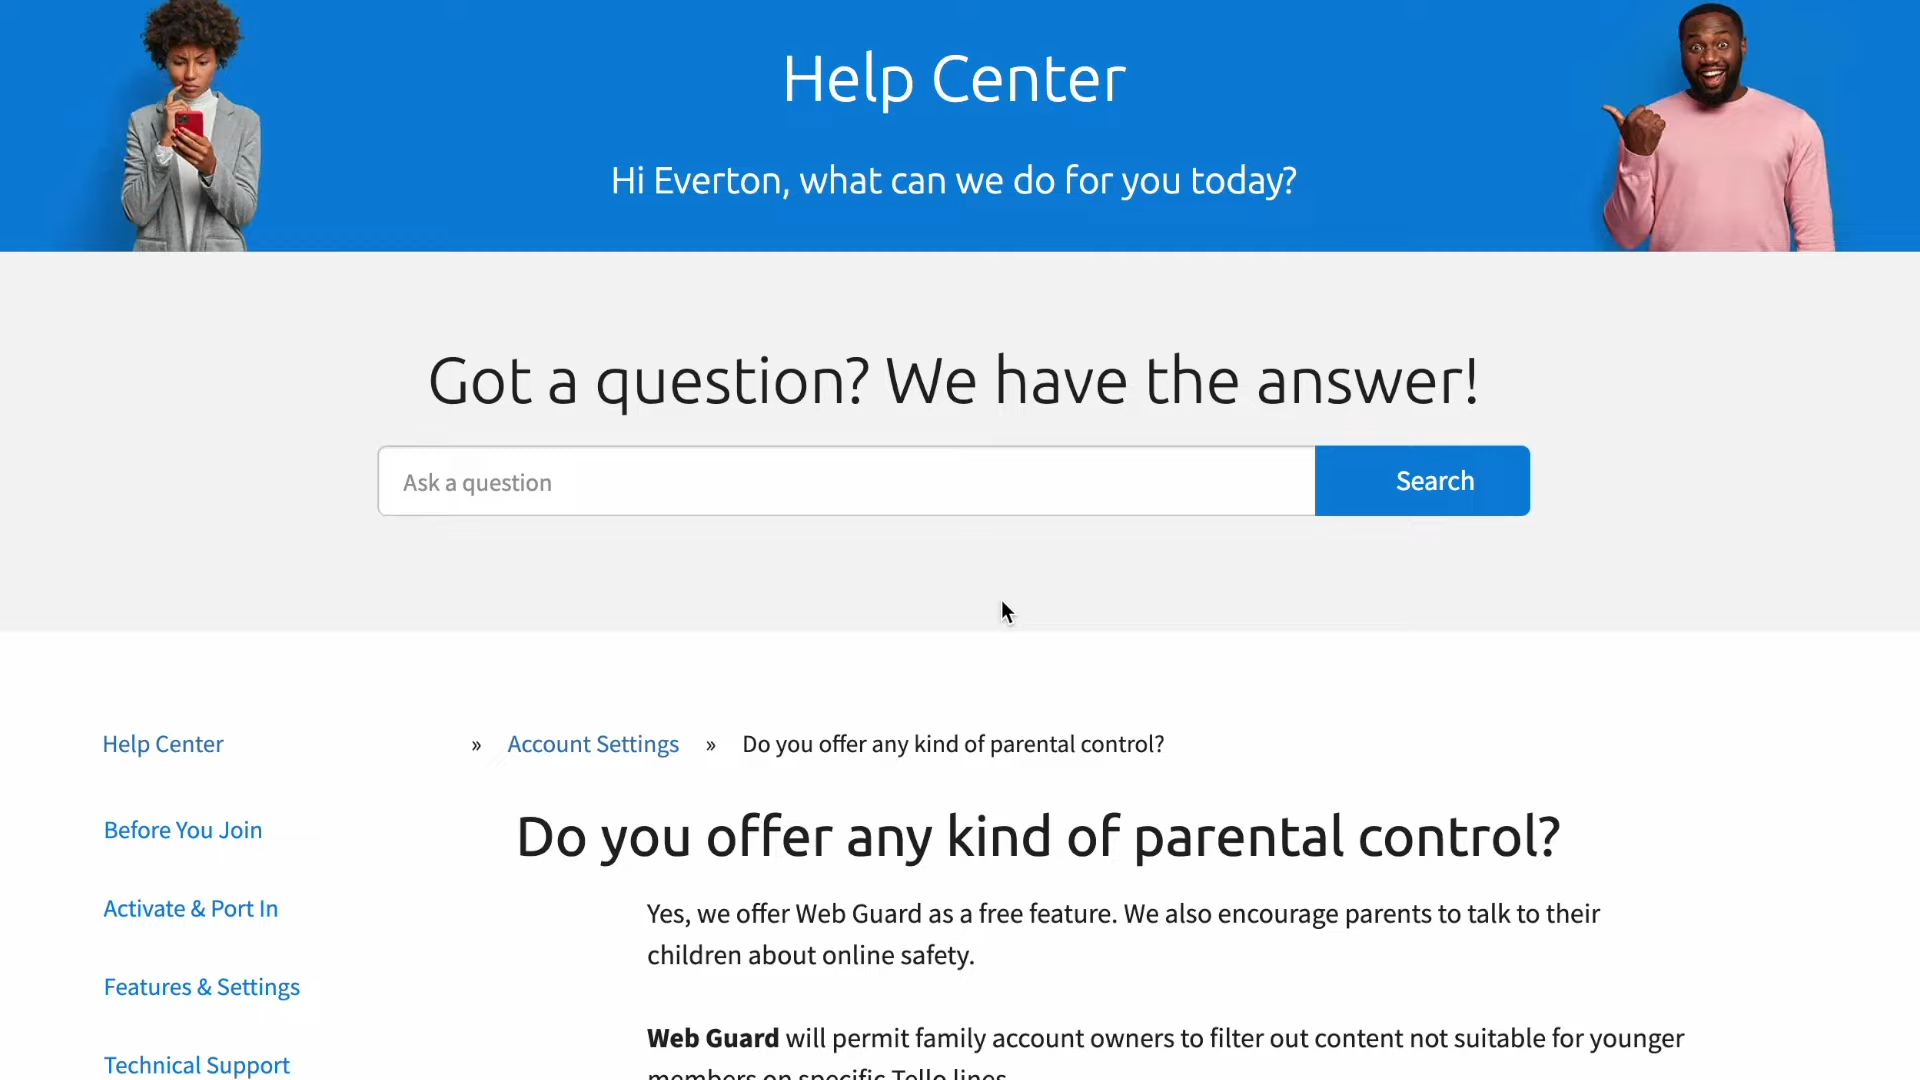 Help Center
Hi Everton, what can we do for you today?
Got a question? We have the answer!
Ask a question
Search
Help Center
» Account Settings » Do you offer any kind of parental control?
Before You Join
Activate & Port In
Features & Settings
Technical Support
Do you offer any kind of parental control?
Yes, we offer Web Guard as a free feature. We also encourage parents to talk to their
children about online safety.
Web Guard will permit family account owners to filter out content not suitable for younger
members on specific Tello lines